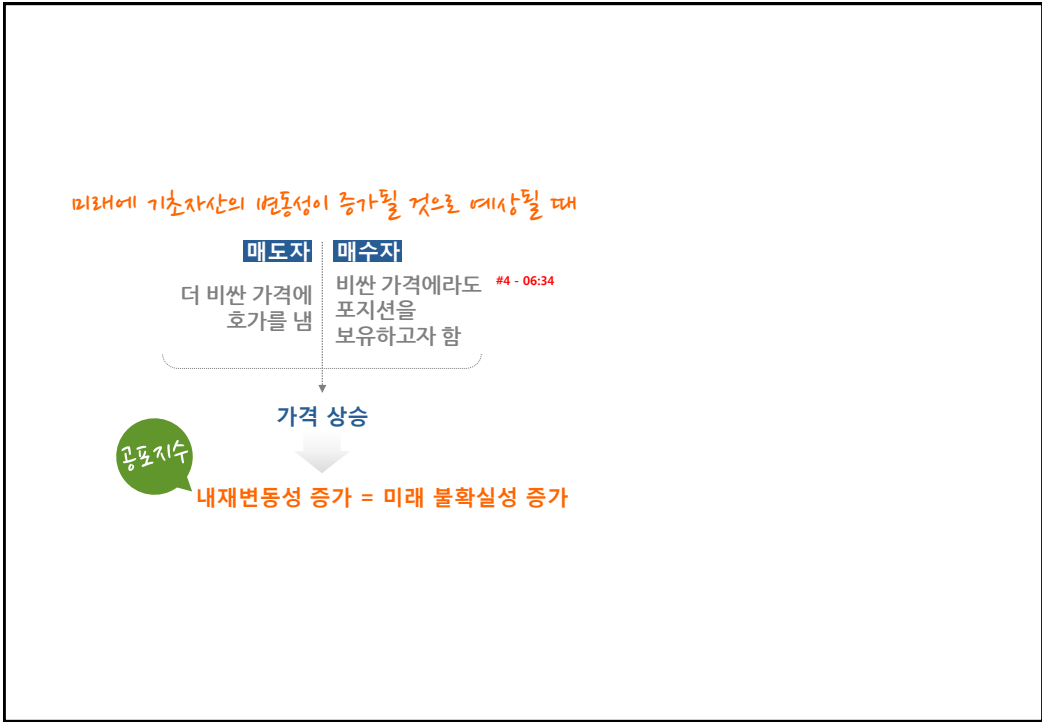 미래에 기초자산의 변동성이 증가될 것으로 예상될 때
매도자
더 비싼 가격에
호가를 냄
매수자
비싼 가격에라도
포지션을
보유하고자 함
#4 - 06:34
가격 상승
공포지수
내재변동성 증가 = 미래 불확실성 증가